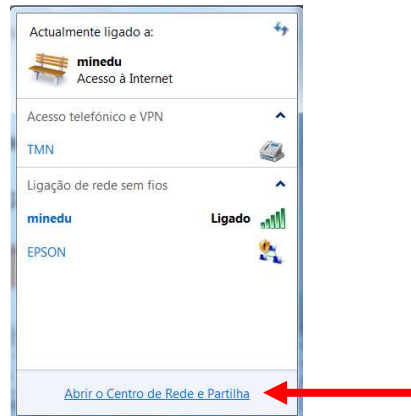 Actualmente ligado a:
minedu
Acesso à Internet
Acesso telefónico e VPN
TMN
Ligação de rede sem fios
minedu Ligado
EPSON
Abrir o Centro de Rede e Partilha